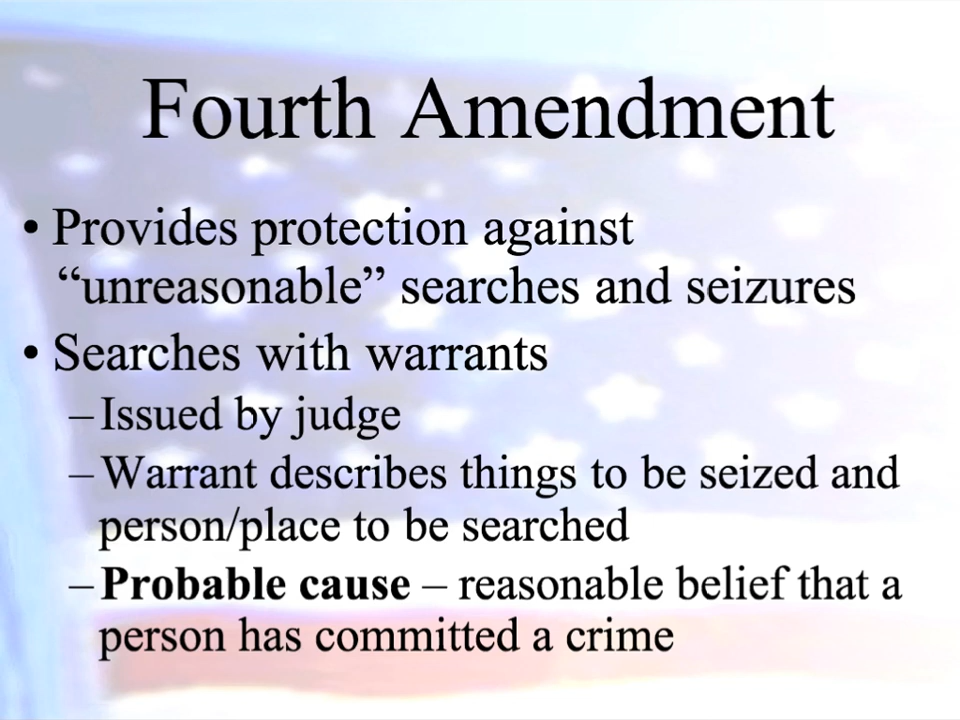 Fourth Amendment
• Provides protection against
“unreasonable” searches and seizures
• Searches with warrants
– Issued by judge
– Warrant describes things to be seized and
person/place to be searched
– Probable cause – reasonable belief that a
person has committed a crime